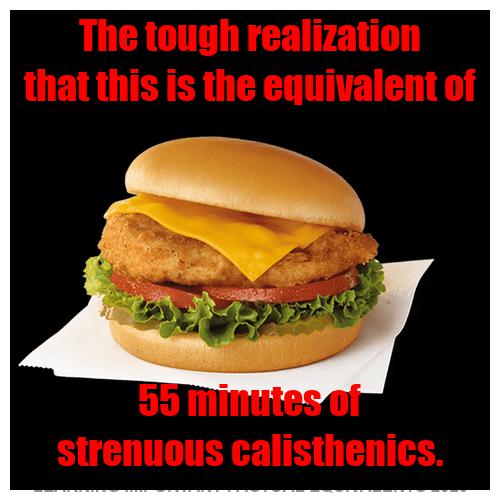 The tough realization
that this is the equivalent of
55 minutes of
strenuous calisthenics.